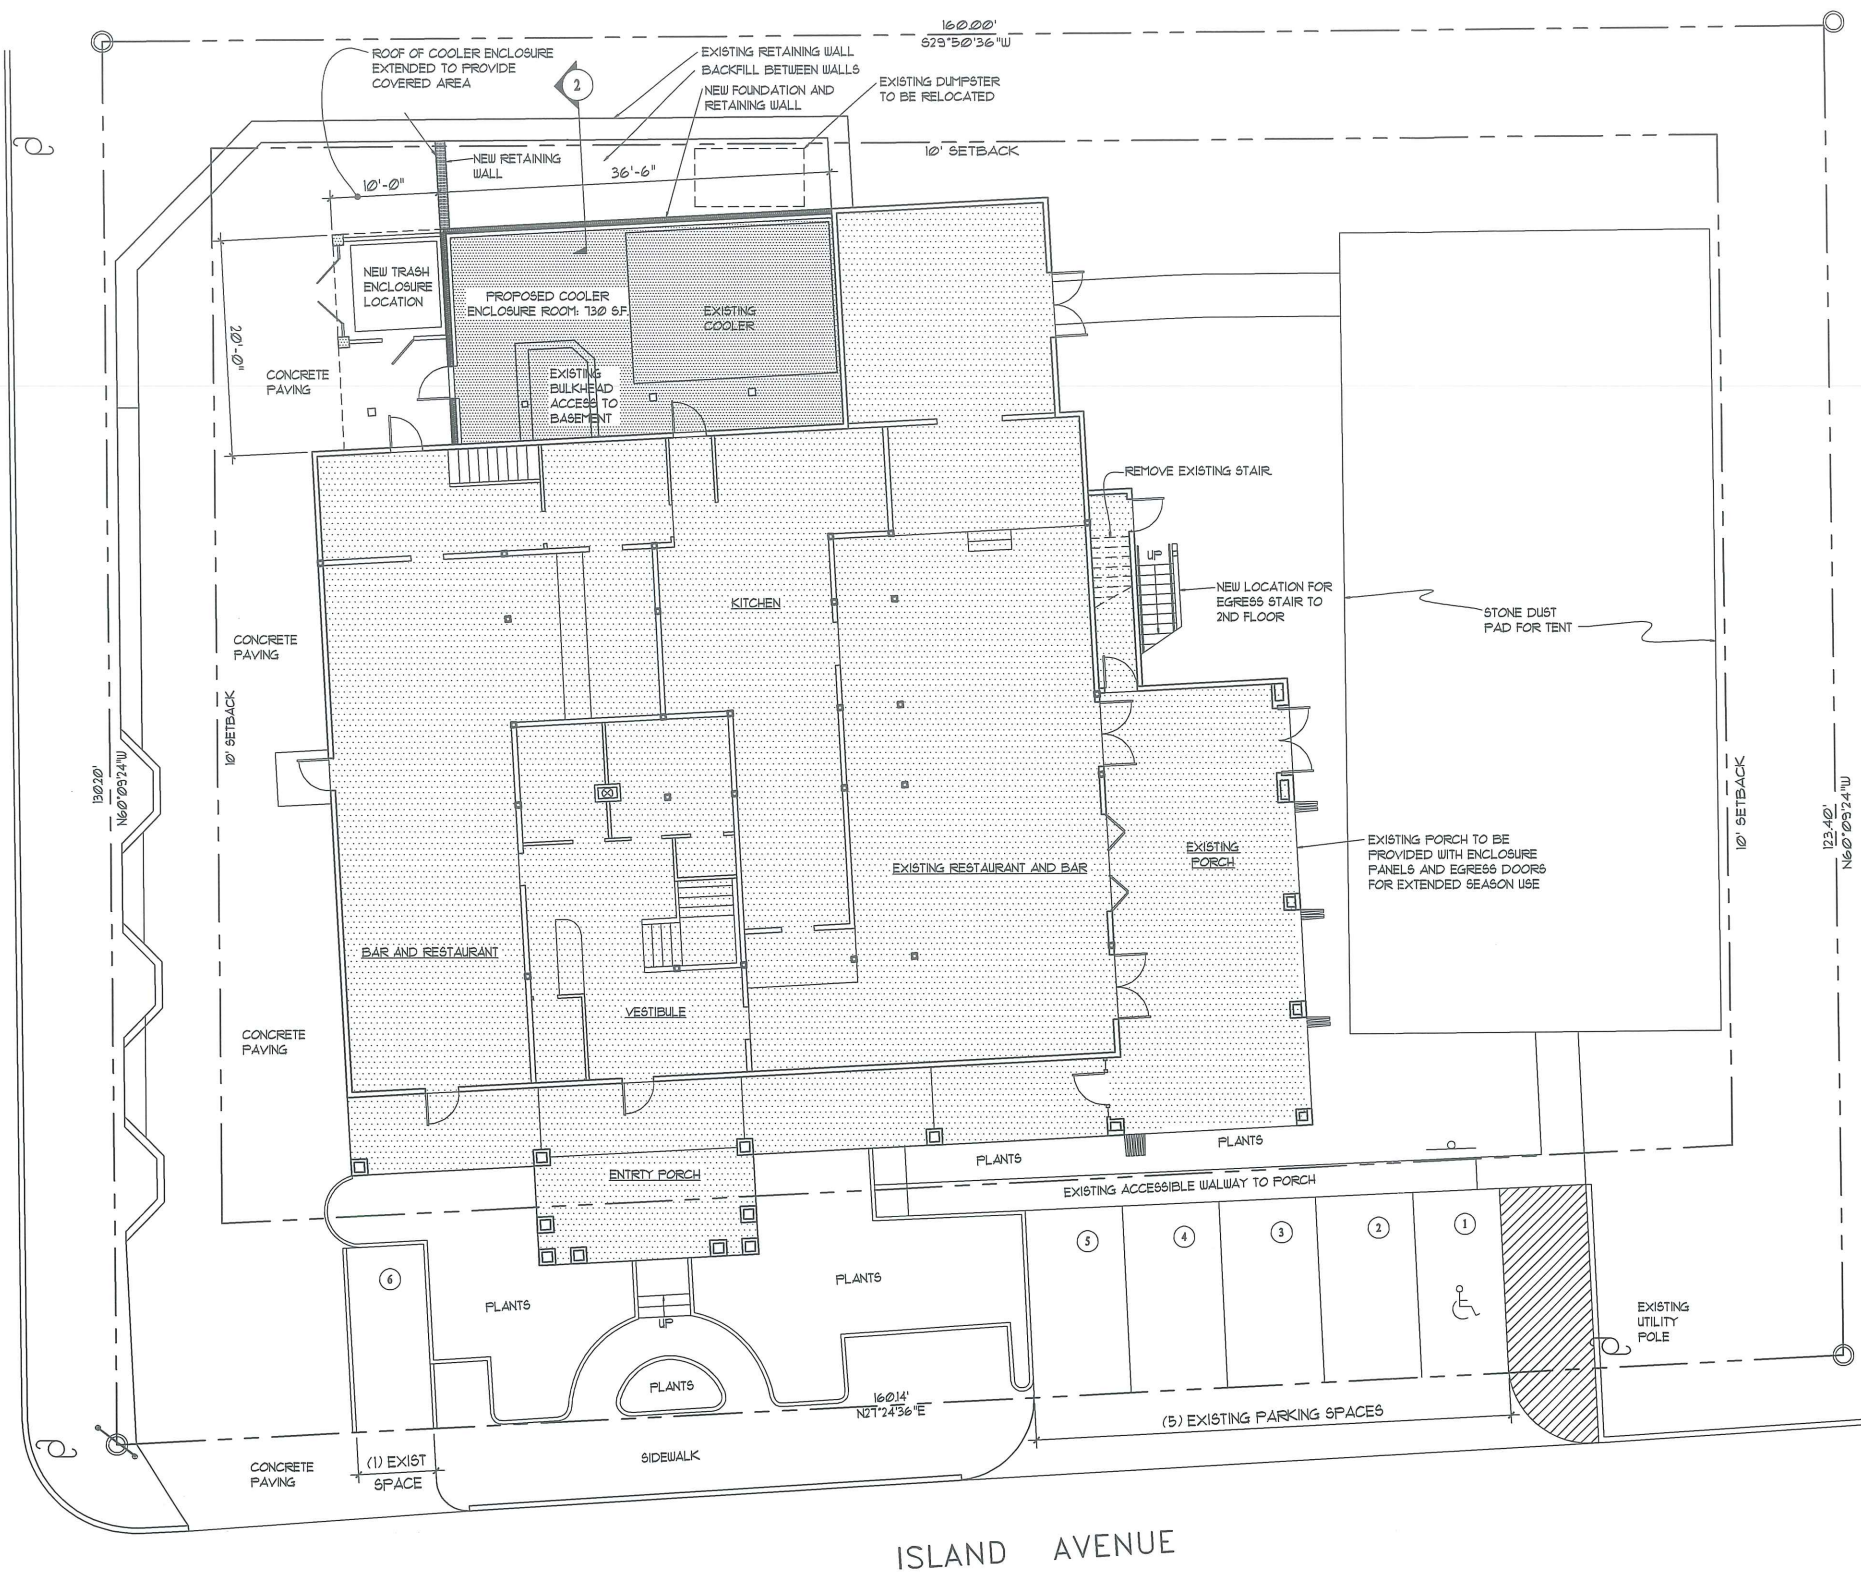 160.00'
S29°50'36"W
ROOF OF COOLER ENCLOSURE
EXTENDED TO PROVIDE
COVERED AREA
EXISTING RETAINING WALL
BACKFILL BETWEEN WALLS
NEW FOUNDATION AND
RETAINING WALL
EXISTING DUMPSTER
TO BE RELOCATED
2
10' SETBACK
NEW RETAINING
WALL
36'-6"
10'-0"
NEW TRASH
ENCLOSURE
LOCATION
PROPOSED COOLER
ENCLOSURE ROOM: 730 S.F.
EXISTING
COOLER
20'-0"
CONCRETE
PAVING
EXISTING
BULKHEAD
ACCESS TO
BASEMENT
REMOVE EXISTING STAIR
UP
NEW LOCATION FOR
EGRESS STAIR TO
2ND FLOOR
STONE DUST
PAD FOR TENT
KITCHEN
CONCRETE
PAVING
10' SETBACK
130.20'
N60°09'24"W
10' SETBACK
123.40'
N60°09'24"W
EXISTING PORCH TO BE
PROVIDED WITH ENCLOSURE
PANELS AND EGRESS DOORS
FOR EXTENDED SEASON USE
EXISTING
PORCH
EXISTING RESTAURANT AND BAR
BAR AND RESTAURANT
VESTIBULE
CONCRETE
PAVING
PLANTS
PLANTS
ENTRTY PORCH
EXISTING ACCESSIBLE WALWAY TO PORCH
5
4
3
2
1
6
PLANTS
PLANTS
UP
EXISTING
UTILITY
POLE
PLANTS
160.14'
N27°24'36"E
(5) EXISTING PARKING SPACES
SIDEWALK
(1) EXIST
SPACE
CONCRETE
PAVING
ISLAND AVENUE